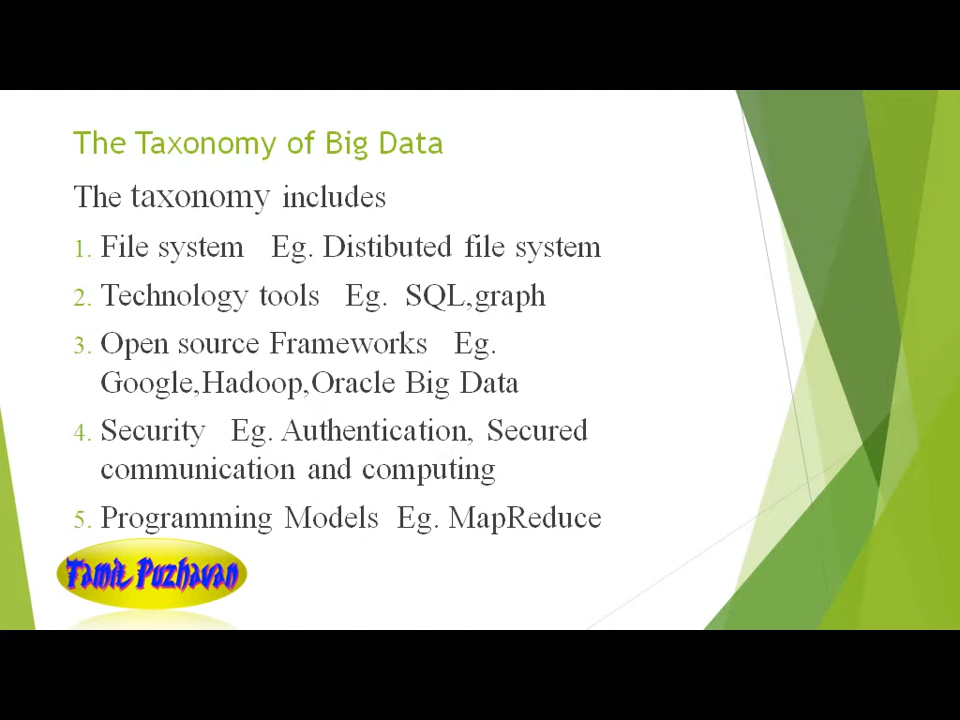 The Taxonomy of Big Data
The taxonomy includes
1. File system Eg. Distibuted file system
2. Technology tools Eg. SQL,graph
3. Open source Frameworks Eg.
Google,Hadoop,Oracle Big Data
4. Security Eg. Authentication, Secured
communication and computing
5. Programming Models Eg. MapReduce
Tamil Puzhavan